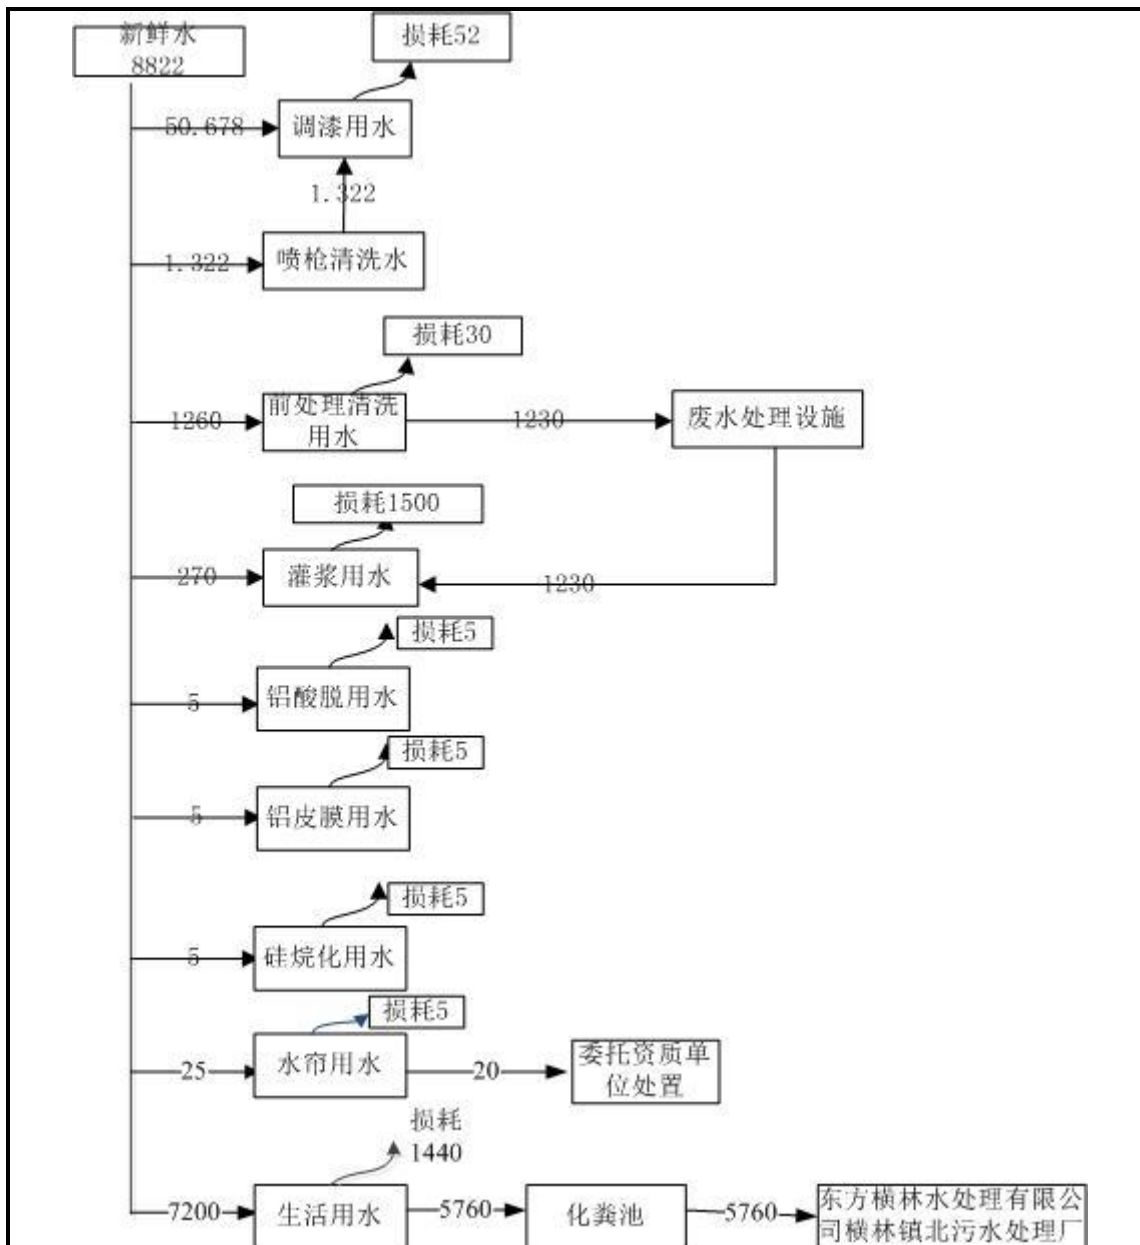 新鲜水
8822
损耗52
50.678
调漆用水
1.322
1.322
喷枪清洗水
损耗30
1260
前处理清洗
用水
1230
废水处理设施
损耗1500
270
灌浆用水
1230
损耗5
5
铝酸脱用水
损耗5
5
铝皮膜用水
损耗5
5
硅烷化用水
损耗5
25
水帘用水
20
委托资质单
位处置
损耗
1440
7200
生活用水
5760
化粪池
5760
东方横林水处理有限公
司横林镇北污水处理厂